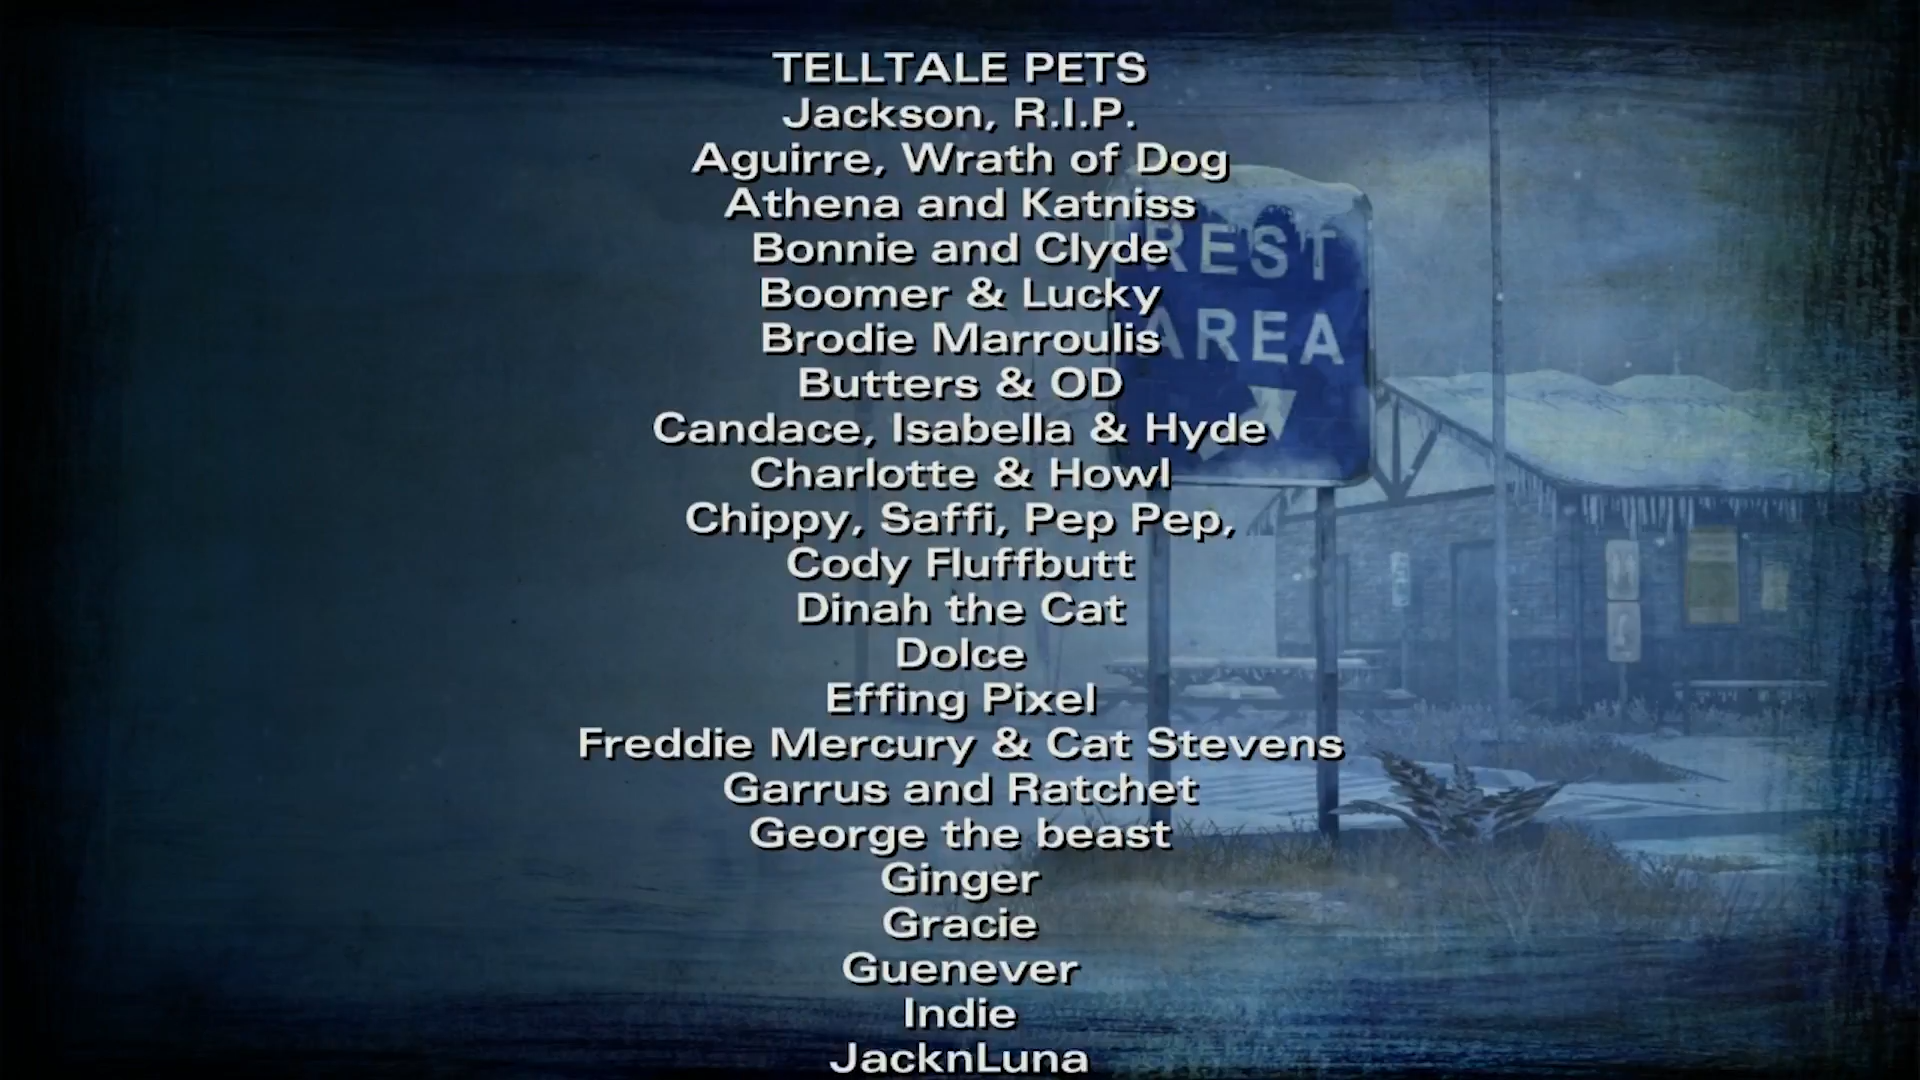 TELLTALE PETS
Jackson, R.I.P.
Aguirre, Wrath of Dog
Athena and Katniss
Bonnie and Clyde
Boomer & Lucky
Brodie Marroulis
Butters & OD
Candace, Isabella & Hyde
Charlotte & Howl
Chippy, Saffi, Pep Pep,
Cody Fluffbutt
Dinah the Cat
Dolce
Effing Pixel
Freddie Mercury & Cat Stevens
Garrus and Ratchet
George the beast
Ginger
Gracie
Guenever
Indie
JacknLuna
REST
AREA